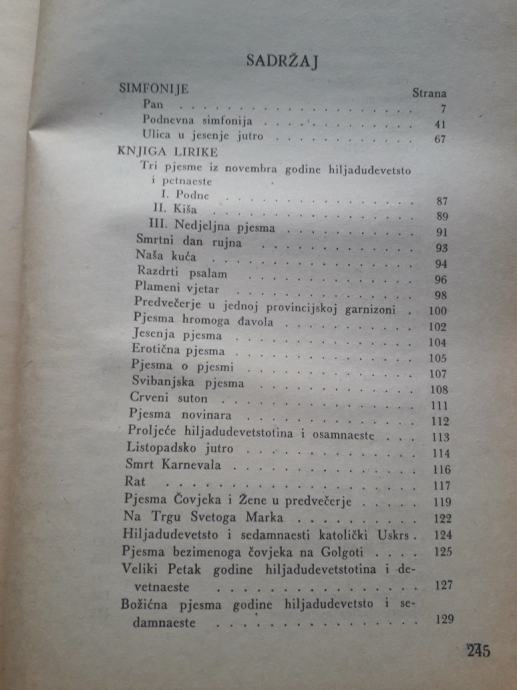 SADRŽAJ
SIMFONIJE Strana
Pan . . . . . . . . . . . . . . . . 7
Podnevna simfonija . . . . . . . . . . 41
Ulica u jesenje jutro . . . . . . . . . . 67
KNJIGA LIRIKE
Tri pjesme iz novembra godine hiljadudevetsto
i petnaeste
I. Podne . . . . . . . . . . . . . 87
II. Kiša . . . . . . . . . . . . . 89
III. Nedjeljna pjesma . . . . . . . . . 91
Smrtni dan rujna . . . . . . . . . . . 93
Naša kuća . . . . . . . . . . . . . 94
Razdrti psalam . . . . . . . . . . . . 96
Plameni vjetar . . . . . . . . . . . . 98
Predvečerje u jednoj provincijskoj garnizoni . 100
Pjesma hromoga đavola . . . . . . . . . 102
Jesenja pjesma . . . . . . . . . . . . 104
Erotična pjesma . . . . . . . . . . . . 105
Pjesma o pjesmi . . . . . . . . . . . . 107
Svibanjska pjesma . . . . . . . . . . . 108
Crveni suton . . . . . . . . . . . . . 111
Pjesma novinara . . . . . . . . . . . . 112
Proljeće hiljadudevetstotina i osamnaeste . . . 113
Listopadsko jutro . . . . . . . . . . . 114
Smrt Karnevala . . . . . . . . . . . . 116
Rat . . . . . . . . . . . . . . . . 117
Pjesma Čovjeka i Žene u predvečerje . . . . 119
Na Trgu Svetoga Marka . . . . . . . . . 122
Hiljadudevetsto i sedamnaesti katolički Uskrs . 124
Pjesma bezimenoga čovjeka na Golgoti . . . . 125
Veliki Petak godine hiljadudevetstotina i de-
vetnaeste . . . . . . . . . . . . . 127
Božićna pjesma godine hiljadudevetsto i se-
damnaeste . . . . . . . . . . . . . 129
245